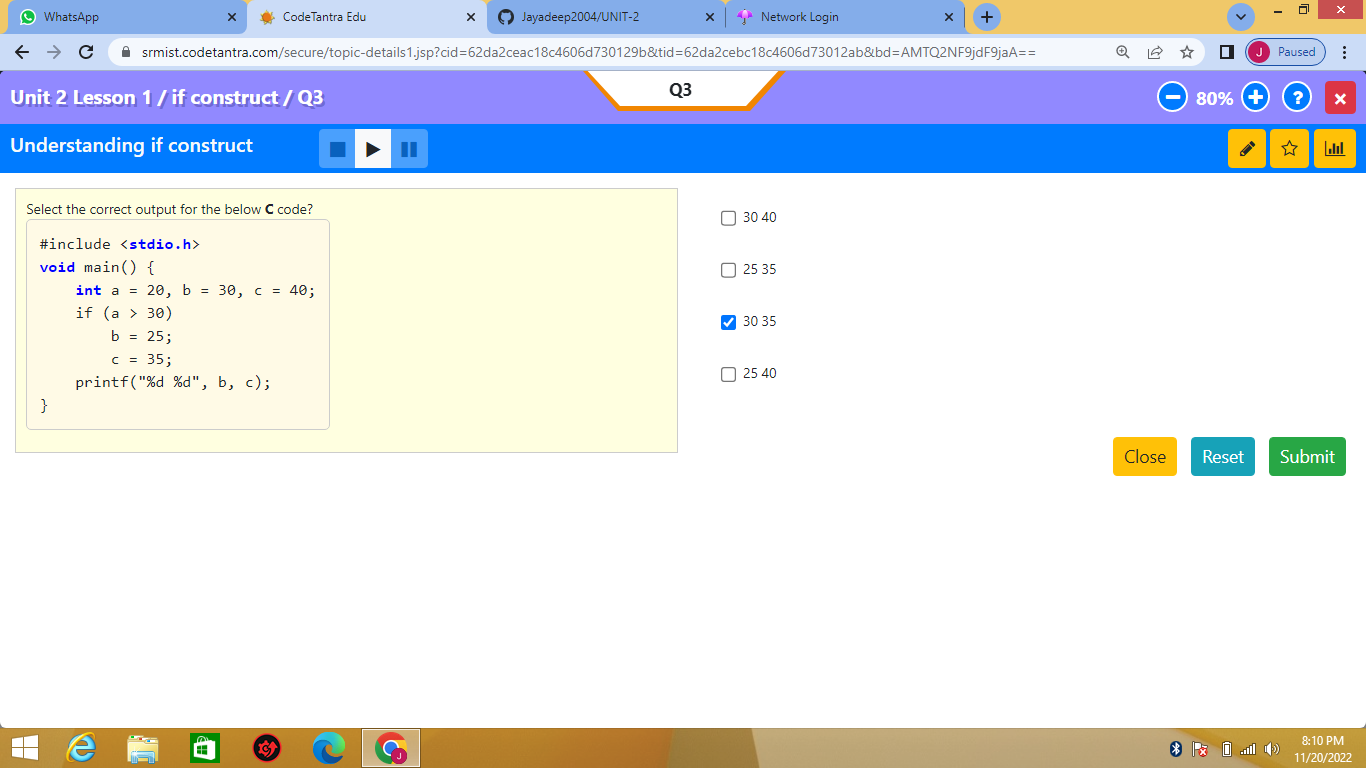 WhatsApp
CodeTantra Edu
Jayadeep2004/UNIT-2
Network Login
srmist.codetantra.com/secure/topic-details1.jsp?cid=62da2ceac18c4606d730129b&tid=62da2cebc18c4606d73012ab&bd=AMTQ2NF9jdF9jaA==
J Paused
Unit 2 Lesson 1 / if construct / Q3
Q3
80%
?
Understanding if construct
Select the correct output for the below C code?
#include <stdio.h>
void main() {
    int a = 20, b = 30, c = 40;
    if (a > 30)
        b = 25;
        c = 35;
    printf("%d %d", b, c);
}
30 40
25 35
30 35
25 40
Close
Reset
Submit
J
8:10 PM
11/20/2022